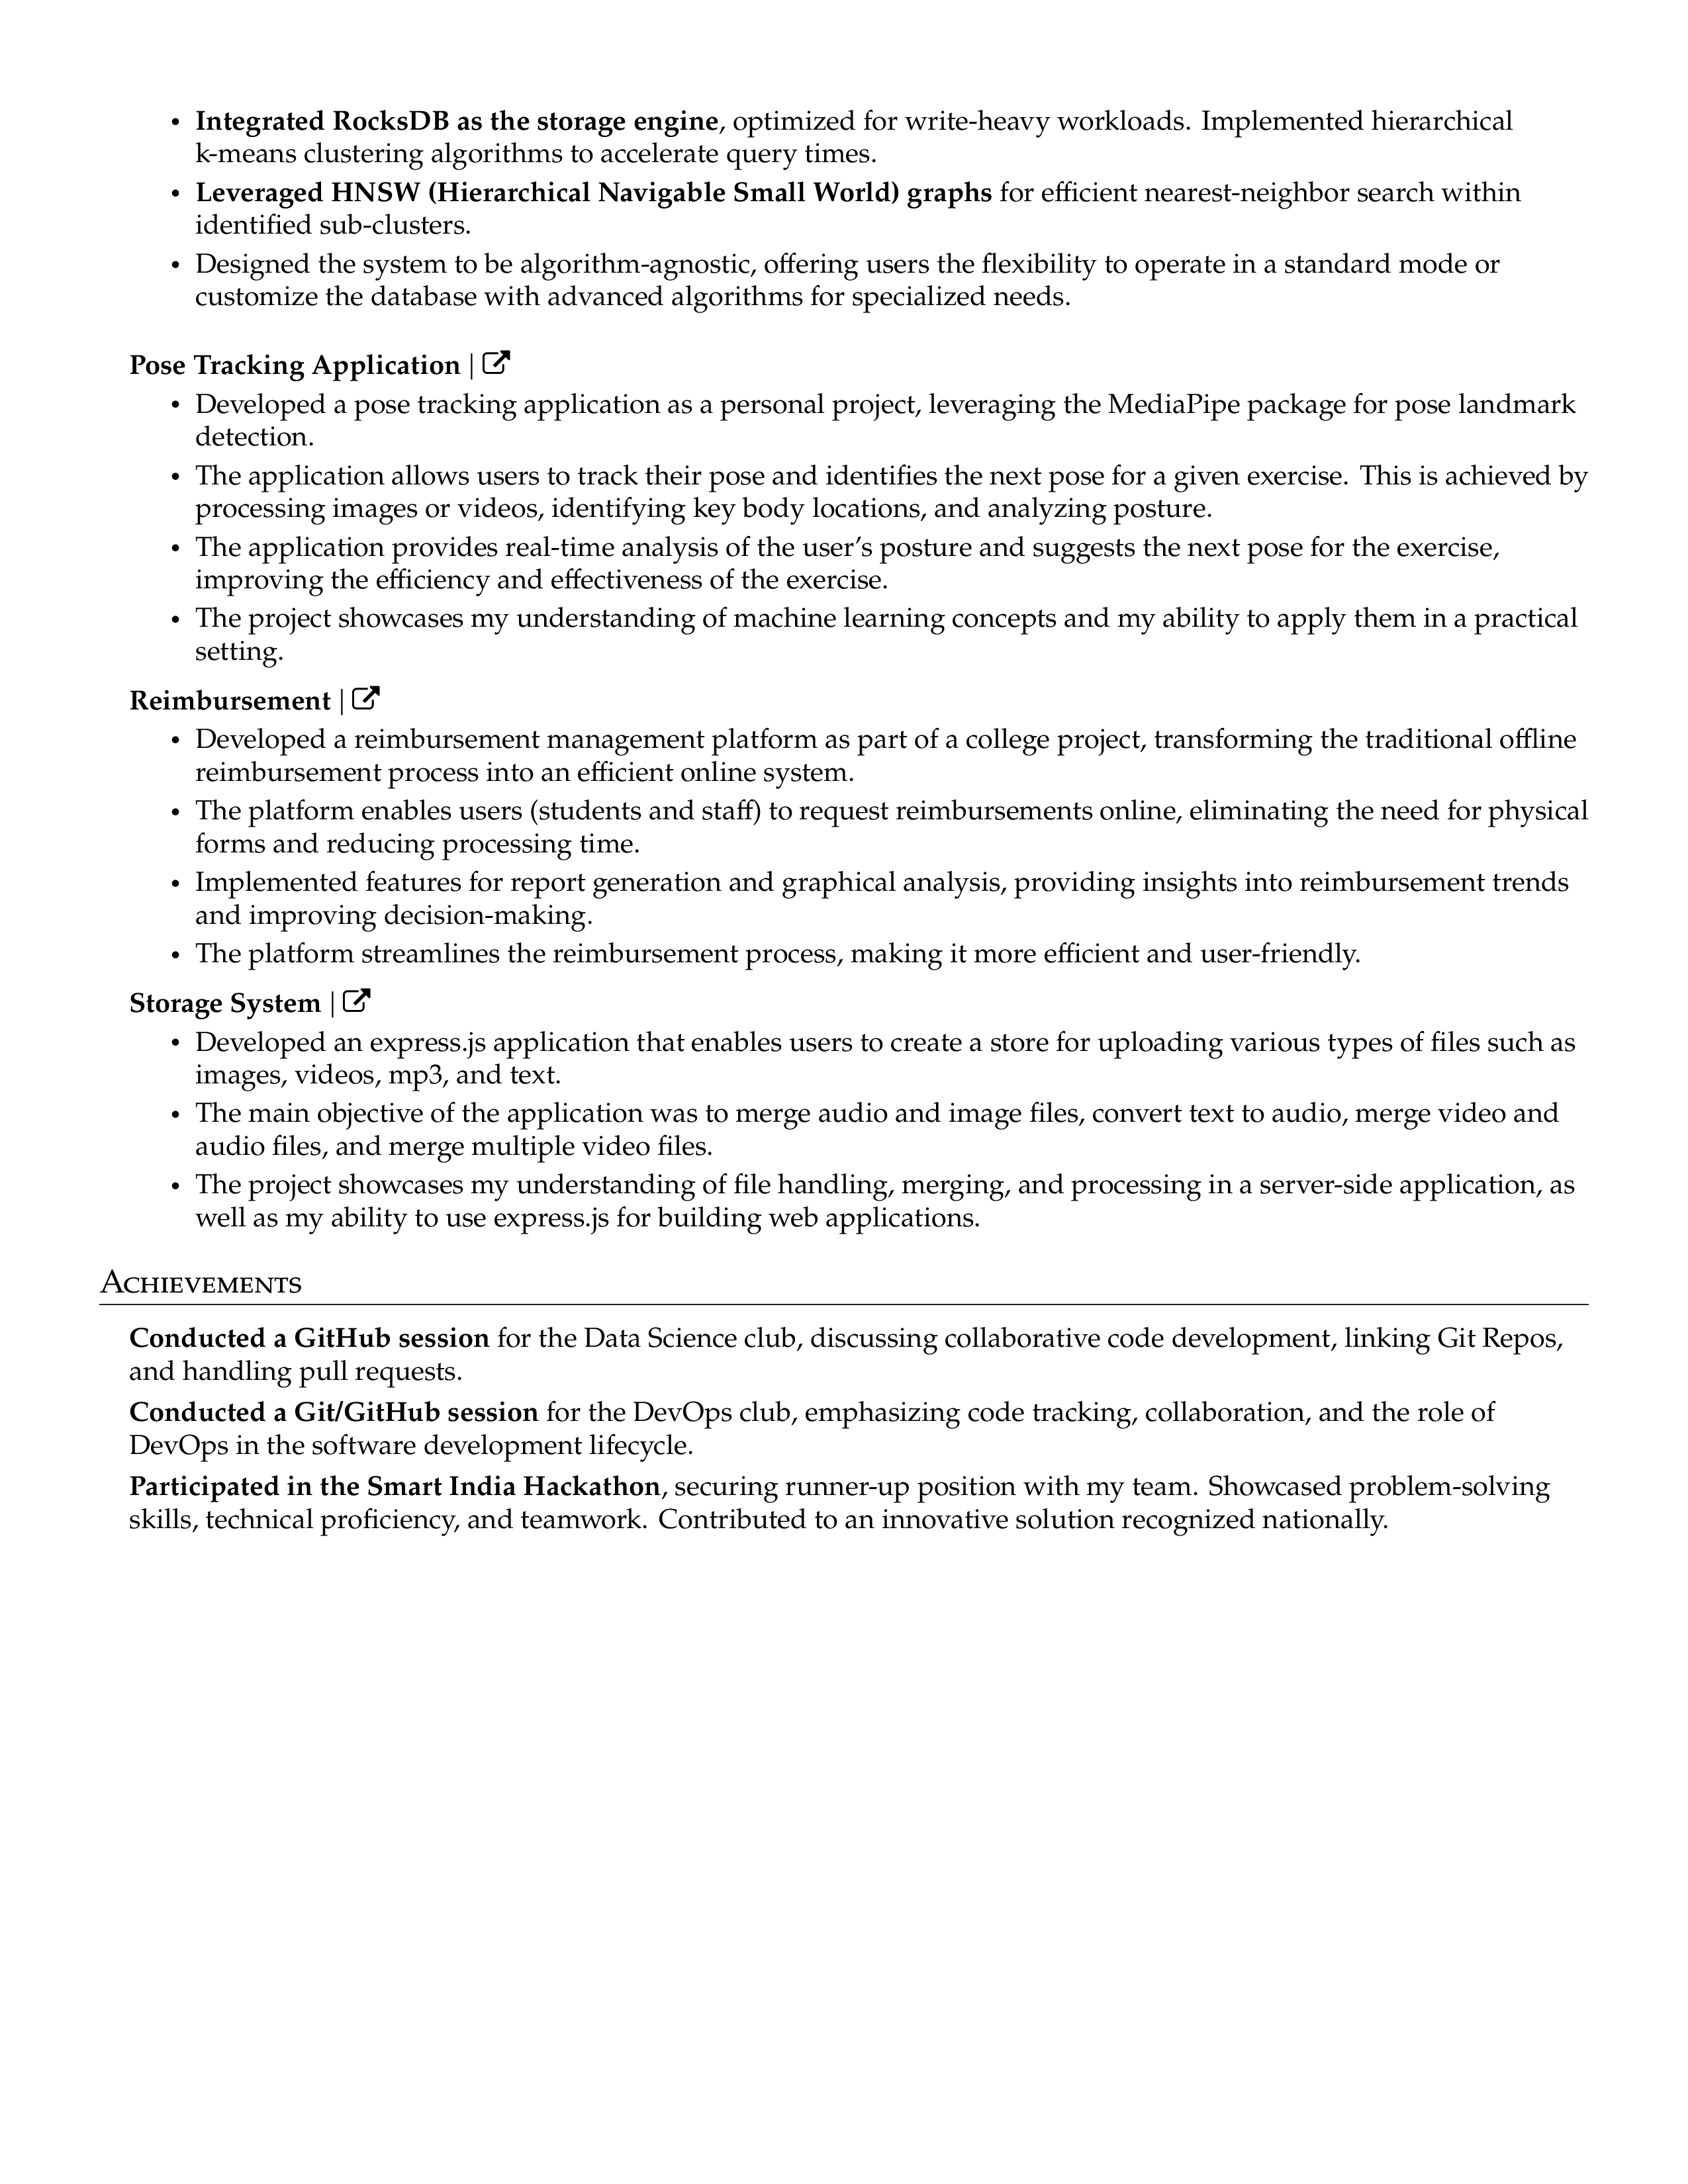 • Integrated RocksDB as the storage engine, optimized for write-heavy workloads. Implemented hierarchical
k-means clustering algorithms to accelerate query times.
• Leveraged HNSW (Hierarchical Navigable Small World) graphs for efficient nearest-neighbor search within
identified sub-clusters.
• Designed the system to be algorithm-agnostic, offering users the flexibility to operate in a standard mode or
customize the database with advanced algorithms for specialized needs.
Pose Tracking Application |
• Developed a pose tracking application as a personal project, leveraging the MediaPipe package for pose landmark
detection.
• The application allows users to track their pose and identifies the next pose for a given exercise. This is achieved by
processing images or videos, identifying key body locations, and analyzing posture.
• The application provides real-time analysis of the user's posture and suggests the next pose for the exercise,
improving the efficiency and effectiveness of the exercise.
• The project showcases my understanding of machine learning concepts and my ability to apply them in a practical
setting.
Reimbursement |
• Developed a reimbursement management platform as part of a college project, transforming the traditional offline
reimbursement process into an efficient online system.
• The platform enables users (students and staff) to request reimbursements online, eliminating the need for physical
forms and reducing processing time.
• Implemented features for report generation and graphical analysis, providing insights into reimbursement trends
and improving decision-making.
• The platform streamlines the reimbursement process, making it more efficient and user-friendly.
Storage System |
• Developed an express.js application that enables users to create a store for uploading various types of files such as
images, videos, mp3, and text.
• The main objective of the application was to merge audio and image files, convert text to audio, merge video and
audio files, and merge multiple video files.
• The project showcases my understanding of file handling, merging, and processing in a server-side application, as
well as my ability to use express.js for building web applications.
Achievements
Conducted a GitHub session for the Data Science club, discussing collaborative code development, linking Git Repos,
and handling pull requests.
Conducted a Git/GitHub session for the DevOps club, emphasizing code tracking, collaboration, and the role of
DevOps in the software development lifecycle.
Participated in the Smart India Hackathon, securing runner-up position with my team. Showcased problem-solving
skills, technical proficiency, and teamwork. Contributed to an innovative solution recognized nationally.